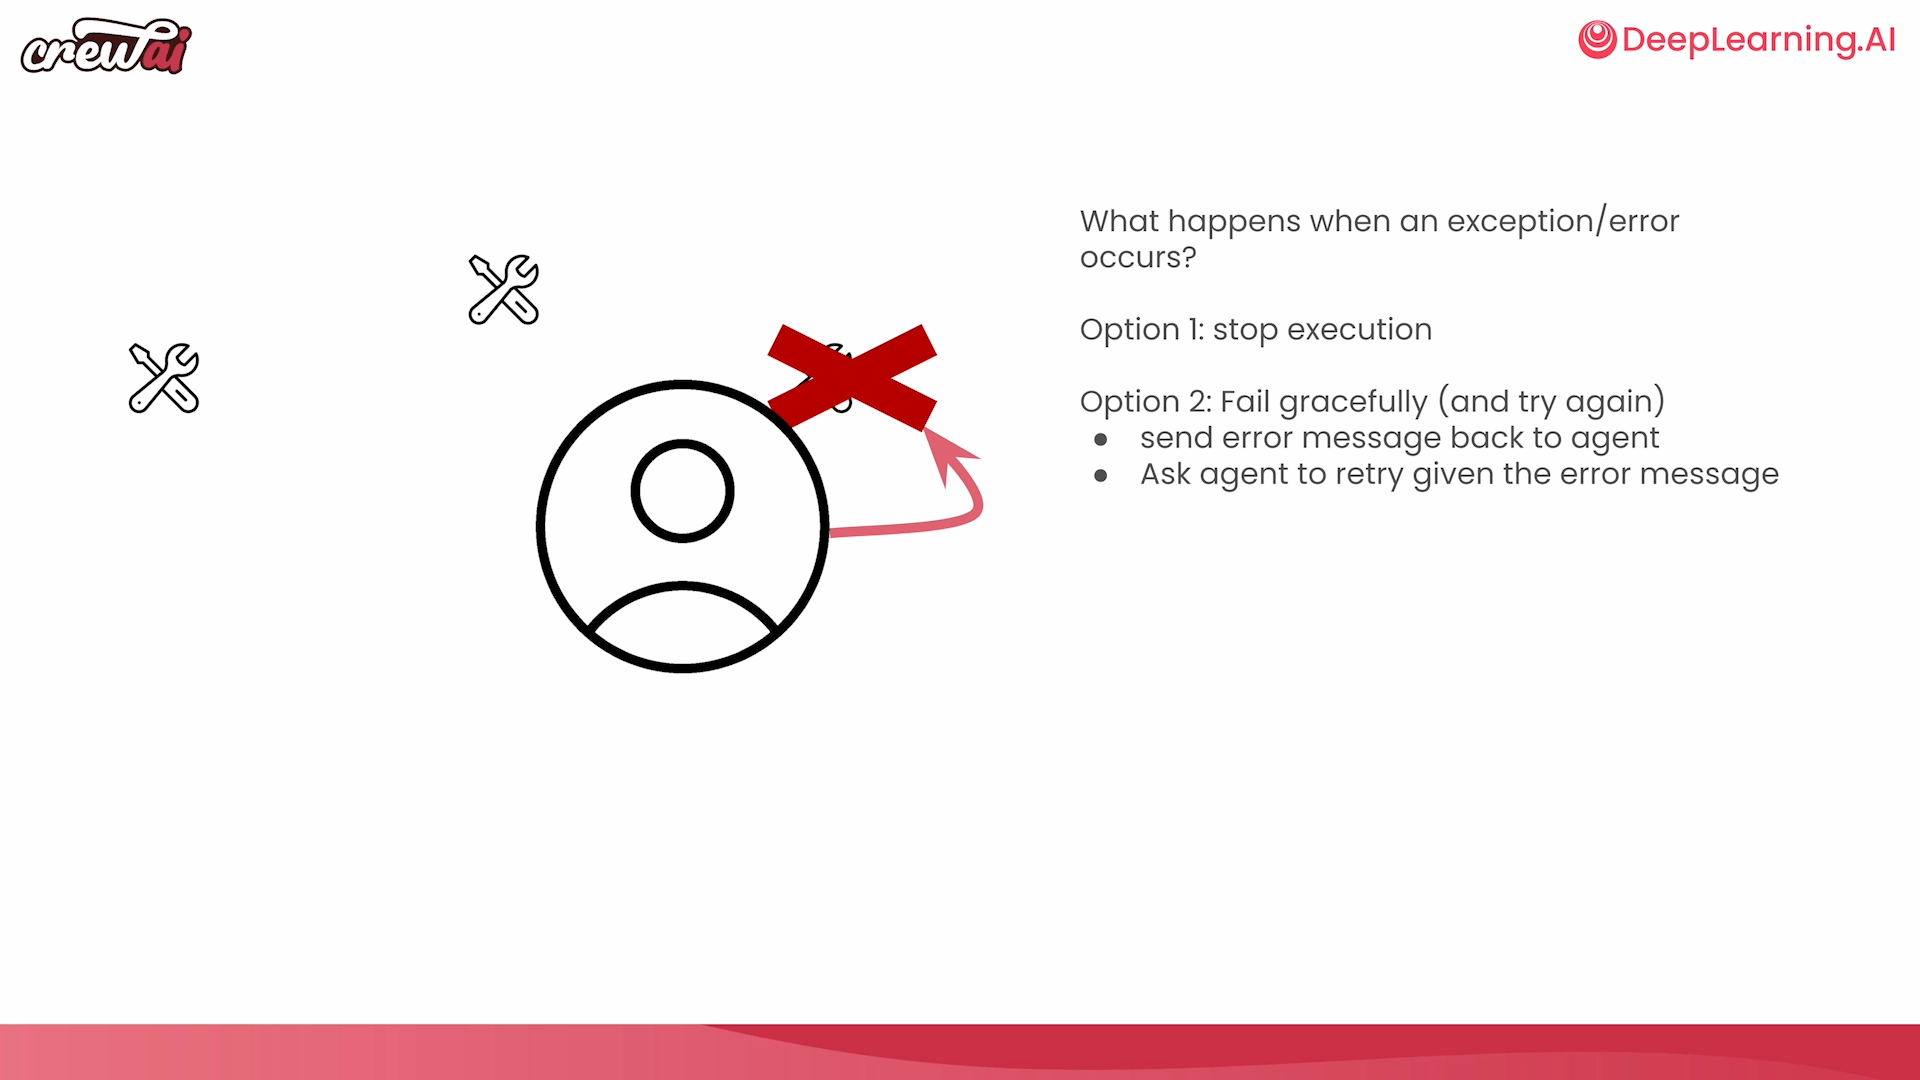 crewai
DeepLearning.AI
What happens when an exception/error
occurs?
Option 1: stop execution
Option 2: Fail gracefully (and try again)
● send error message back to agent
● Ask agent to retry given the error message